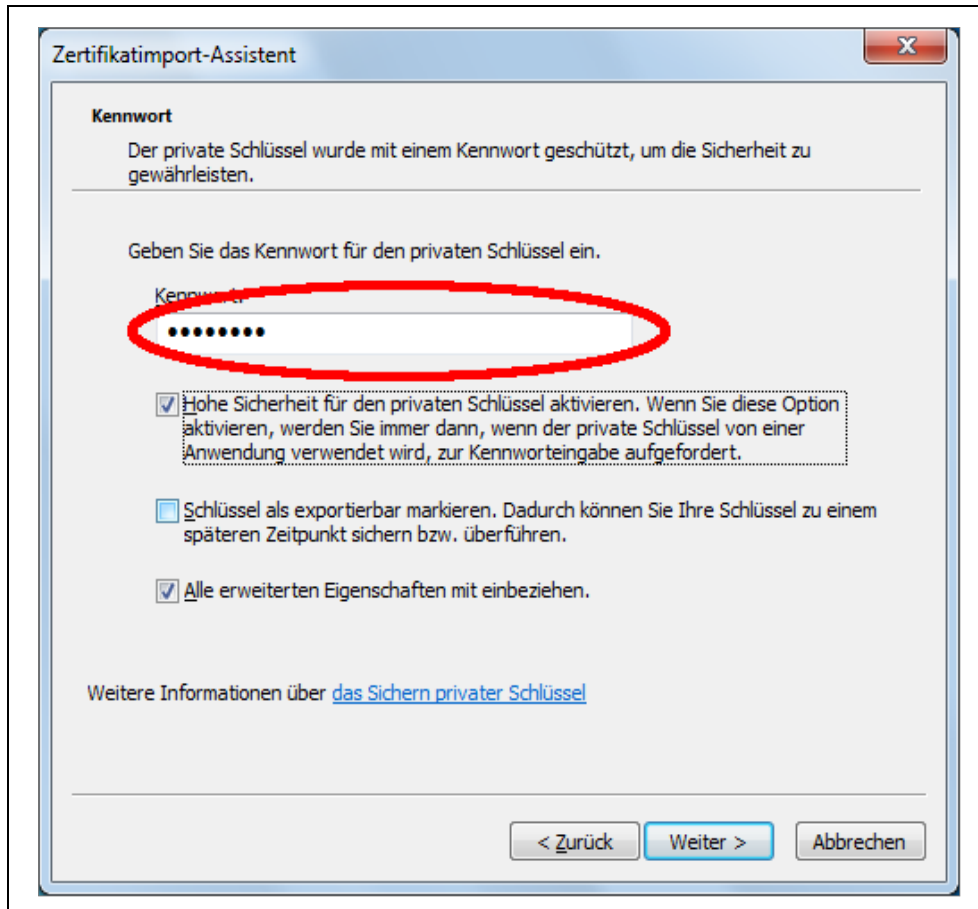 Zertifikatimport-Assistent
Kennwort
Der private Schlüssel wurde mit einem Kennwort geschützt, um die Sicherheit zu
gewährleisten.
Geben Sie das Kennwort für den privaten Schlüssel ein.
Kennwort:
••••••••
Hohe Sicherheit für den privaten Schlüssel aktivieren. Wenn Sie diese Option
aktivieren, werden Sie immer dann, wenn der private Schlüssel von einer
Anwendung verwendet wird, zur Kennworteingabe aufgefordert.
Schlüssel als exportierbar markieren. Dadurch können Sie Ihre Schlüssel zu einem
späteren Zeitpunkt sichern bzw. überführen.
Alle erweiterten Eigenschaften mit einbeziehen.
Weitere Informationen über das Sichern privater Schlüssel
< Zurück Weiter > Abbrechen